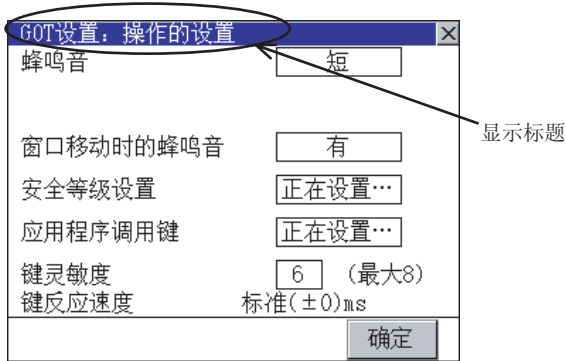 GOT设置：操作的设置
蜂鸣音 短
窗口移动时的蜂鸣音 有
安全等级设置 正在设置…
应用程序调用键 正在设置…
键灵敏度 6 (最大8)
键反应速度 标准(±0)ms
确定
显示标题